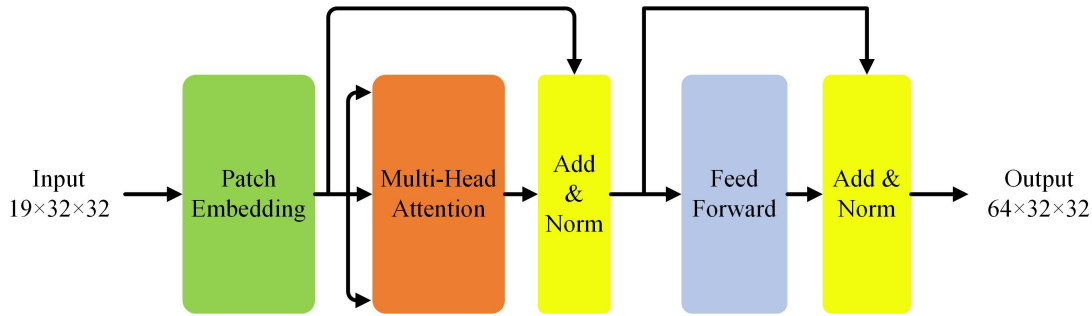 Input
19×32×32
Patch
Embedding
Multi-Head
Attention
Add
&
Norm
Feed
Forward
Add &
Norm
Output
64×32×32